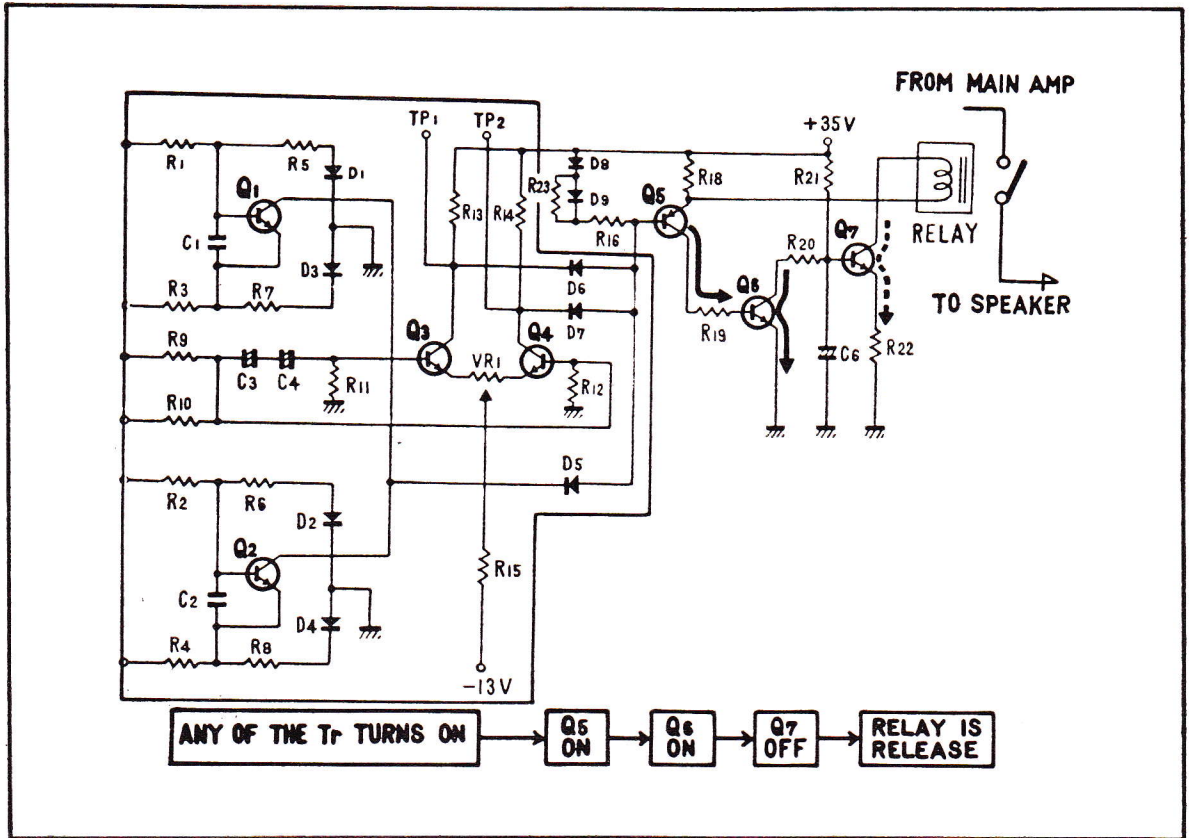 FROM MAIN AMP
TP1 TP2
+35V
R1 R5 D1
D8
R23 D9
R18
R21
Q1
R13 R14
Q5
R16
RELAY
C1
D3
R20
Q7
D6
Q6
TO SPEAKER
R3 R7
D7
R19
R9
Q3 Q4
VR1
C6 R22
C3 C4 R11 R12
R10
D5
R2 R6
D2
Q2
R15
C2
D4
R4 R8
-13V
ANY OF THE Tr TURNS ON
Q5
ON
Q6
ON
Q7
OFF
RELAY IS
RELEASE